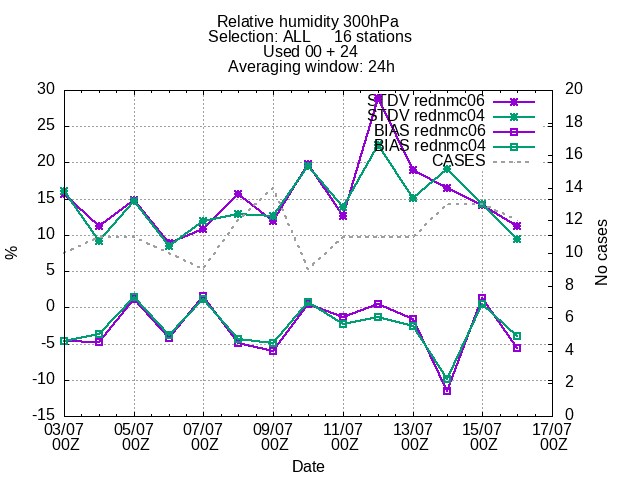 Relative humidity 300hPa
Selection: ALL 16 stations
Used 00 + 24
Averaging window: 24h
STDV rednmc06
STDV rednmc04
BIAS rednmc06
BIAS rednmc04
CASES
30
25
20
15
10
5
0
-5
-10
-15
%
20
18
16
14
12
10
8
6
4
2
0
No cases
03/07 05/07 07/07 09/07 11/07 13/07 15/07 17/07
00Z 00Z 00Z 00Z 00Z 00Z 00Z 00Z
Date